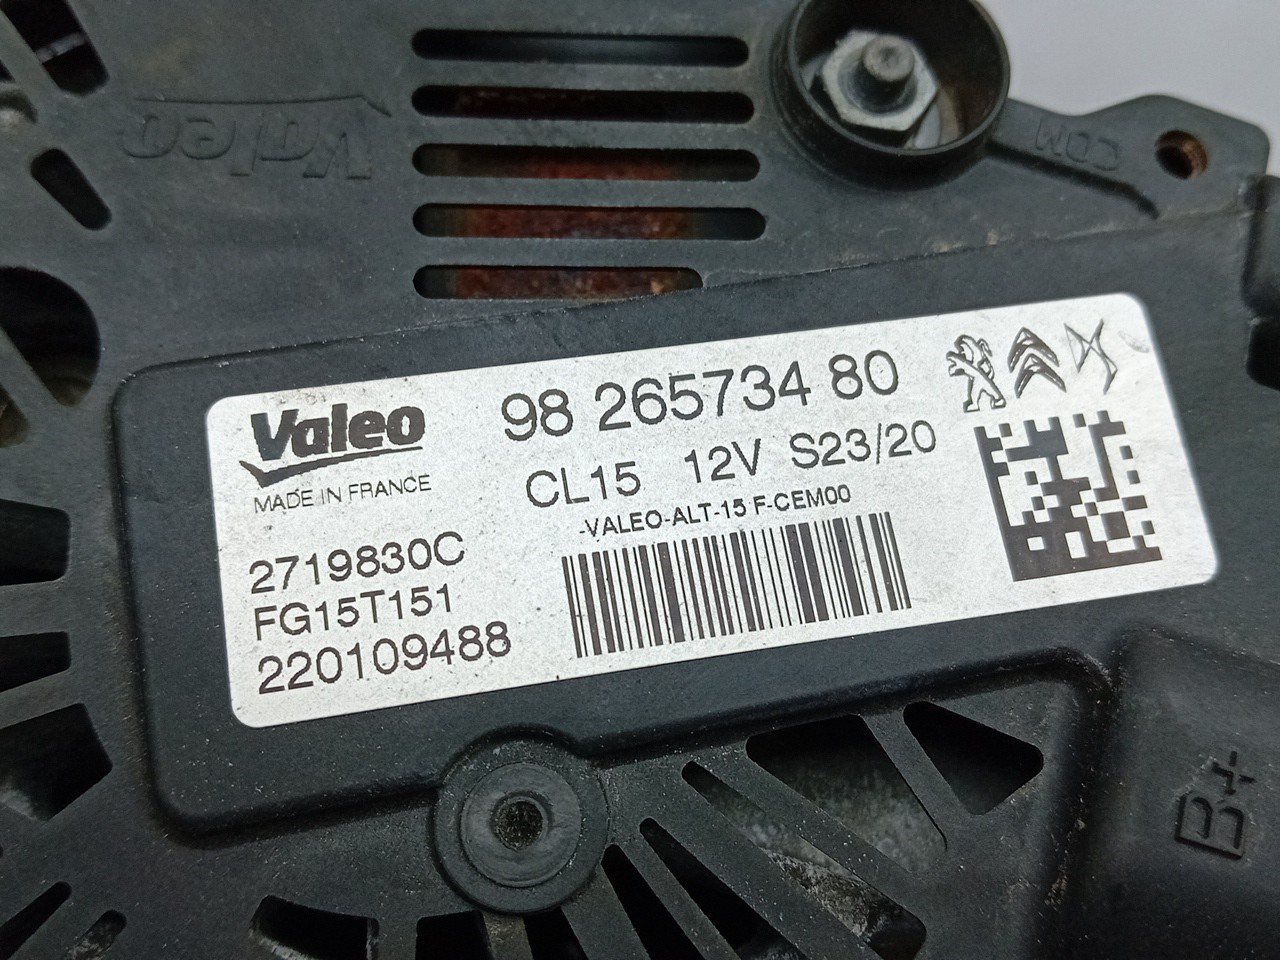 Valeo
COM
Valeo
MADE IN FRANCE
98 265734 80
CL15 12V S23/20
-VALEO-ALT-15 F-CEM00
2719830C
FG15T151
220109488
B+